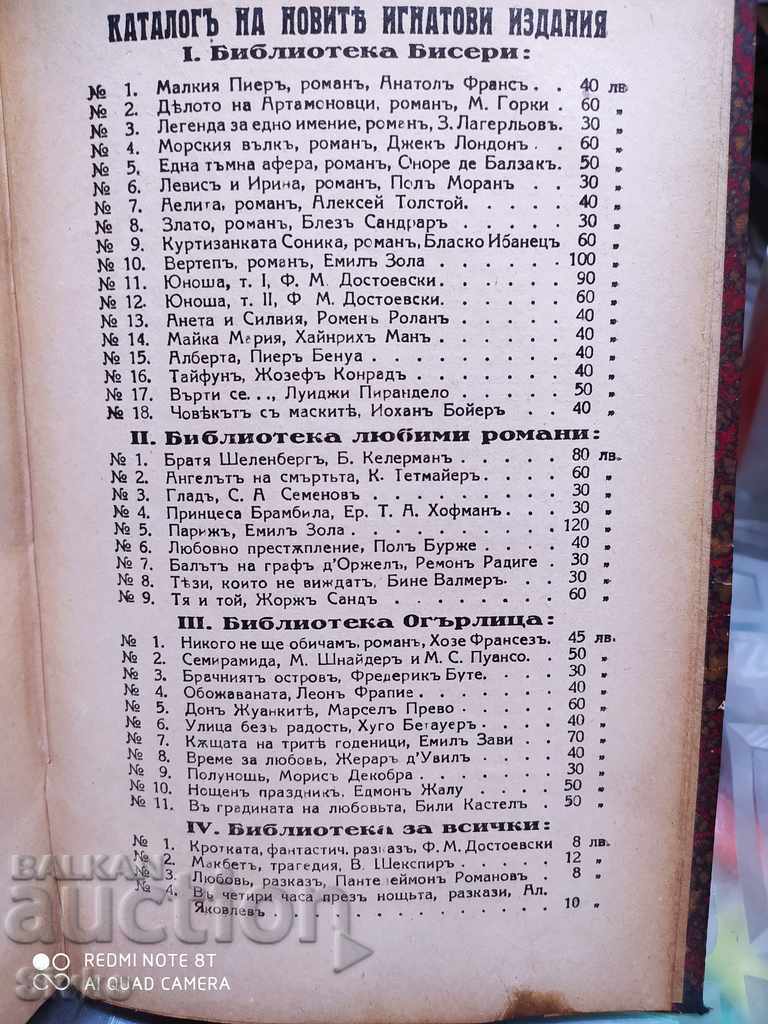 КАТАЛОГЪ НА НОВИТѢ ИГНАТОВИ ИЗДАНИЯ
I. Библиотека Бисери:
№ 1. Малкия Пиеръ, романъ, Анатолъ Франсъ . . 40 лв.
№ 2. Дѣлото на Артамоновци, романъ, М. Горки . 60 „
№ 3. Легенда за едно имение, романъ, З. Лагерльовъ. 30 „
№ 4. Морския вълкъ, романъ, Джекъ Лондонъ . . 60 „
№ 5. Една тъмна афера, романъ, Оноре де Балзакъ. 50 „
№ 6. Левисъ и Ирина, романъ, Полъ Моранъ . . 30 „
№ 7. Аелита, романъ, Алексей Толстой. . . . . 40 „
№ 8. Злато, романъ, Блезъ Сандраръ . . . . . 30 „
№ 9. Куртизанката Соника, романъ, Бласко Ибанецъ 60 „
№ 10. Вертепъ, романъ, Емилъ Зола . . . . . . 100 „
№ 11. Юноша, т. I, Ф. М. Достоевски . . . . . 90 „
№ 12. Юноша, т. II, Ф М. Достоевски. . . . . 60 „
№ 13. Анета и Силвия, Роменъ Роланъ . . . . . 40 „
№ 14. Майка Мария, Хайнрихъ Манъ . . . . . . 40 „
№ 15. Алберта, Пиеръ Бенуа . . . . . . . . 40 „
№ 16. Тайфунъ, Жозефъ Конрадъ . . . . . . . 40 „
№ 17. Върти се..., Луиджи Пирандело . . . . . 50 „
№ 18. Човѣкътъ съ маскитѣ, Иоханъ Бойеръ . . . 40 „
II. Библиотека любими романи:
№ 1. Братя Шеленбергъ, Б. Келерманъ . . . . . 80 лв.
№ 2. Ангелътъ на смъртьта, К. Тетмайеръ . . . . 60 „
№ 3. Гладъ, С. А Семеновъ . . . . . . . . 30 „
№ 4. Принцеса Брамбила, Ер. Т. А. Хофманъ . . . 30 „
№ 5. Парижъ, Емилъ Зола . . . . . . . . . 120 „
№ 6. Любовно престѫпление, Полъ Бурже . . . . 40 „
№ 7. Балътъ на графъ д'Оржелъ, Ремонъ Радиге . 30 „
№ 8. Тѣзи, които не виждатъ, Бине Валмеръ. . . . 30 „
№ 9. Тя и той, Жоржъ Сандъ . . . . . . . . 60 „
III. Библиотека Огърлица:
№ 1. Никого не ще обичамъ, романъ, Хозе Франсезъ. 45 лв.
№ 2. Семирамида, М. Шнайдеръ и М. С. Пуансо. . 50 „
№ 3. Брачниятъ островъ, Фредерикъ Буте. . . . . 30 „
№ 4. Обожаваната, Леонъ Фрапие . . . . . . . 40 „
№ 5. Донъ Жуанкитѣ, Марселъ Прево . . . . . . 60 „
№ 6. Улица безъ радость, Хуго Бетауеръ . . . . . 40 „
№ 7. Кѫщата на тритѣ годеници, Емилъ Зави . . . 70 „
№ 8. Време за любовь, Жераръ д'Увилъ . . . . . 40 „
№ 9. Полунощь, Морисъ Декобра . . . . . . . 30 „
№ 10. Нощенъ праздникъ, Едмонъ Жалу . . . . . 50 „
№ 11. Въ градината на любовьта, Били Кастелъ . . . 50 „
IV. Библиотека за всички:
№ 1. Кротката, фантастич. разказъ, Ф. М. Достоевски 8 лв.
№ 2. Макбетъ, трагедия, В. Шекспиръ . . . . . 12 „
№ 3. Любовь, разказъ, Пантелеймонъ Романовъ . . 8 „
№ 4. Въ четири часа презъ нощьта, разкази, Ал.
Яковлевъ . . . . . . . . . . . . . . 10 „
BALKAN
auction
REDMI NOTE 8T
AI QUAD CAMERA